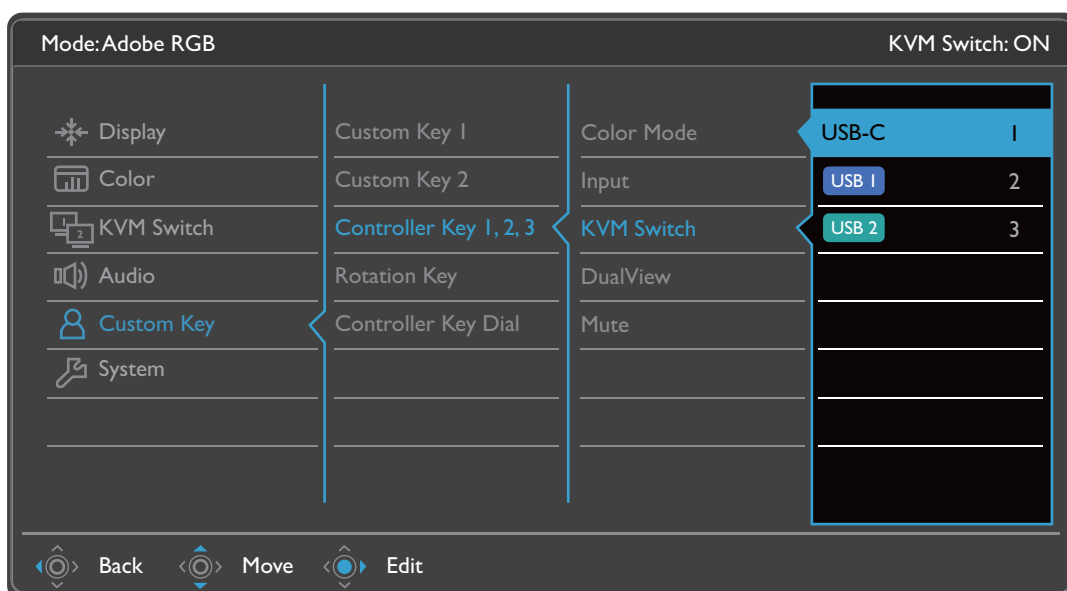 Mode: Adobe RGB KVM Switch: ON
Display Custom Key 1 Color Mode USB-C 1
Color Custom Key 2 Input USB 1 2
1 2 KVM Switch Controller Key 1, 2, 3 KVM Switch USB 2 3
Audio Rotation Key DualView
Custom Key Controller Key Dial Mute
System
Back Move Edit